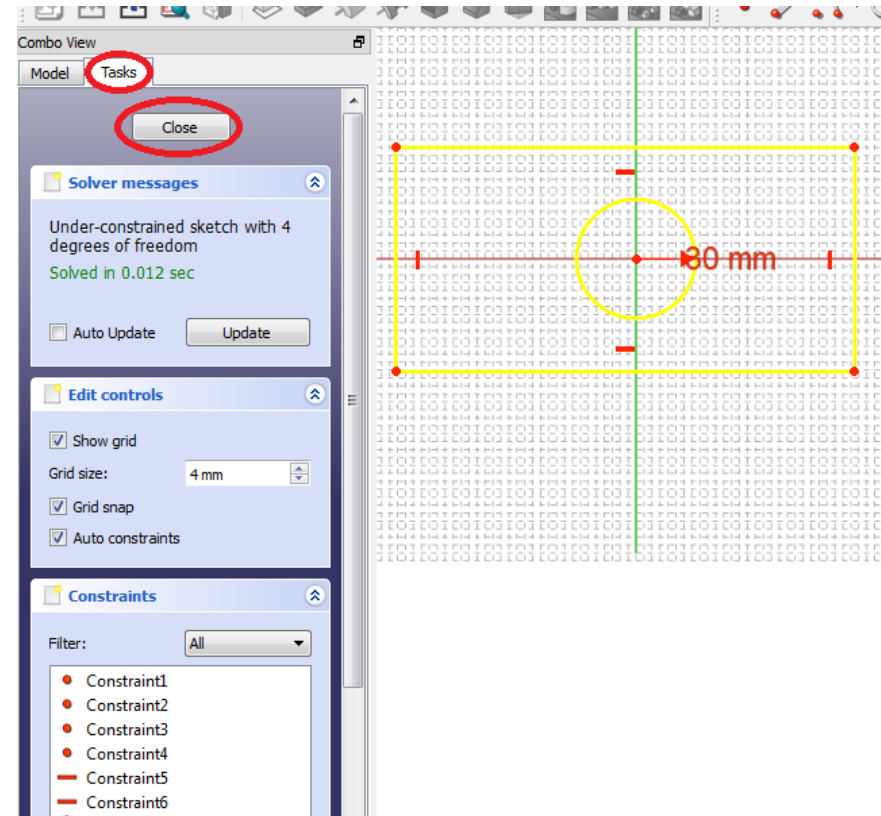 Combo View
Model Tasks
Close
Solver messages
Under-constrained sketch with 4
degrees of freedom
Solved in 0.012 sec
Auto Update Update
Edit controls
Show grid
Grid size: 4 mm
Grid snap
Auto constraints
Constraints
Filter: All
Constraint1
Constraint2
Constraint3
Constraint4
Constraint5
Constraint6
30 mm